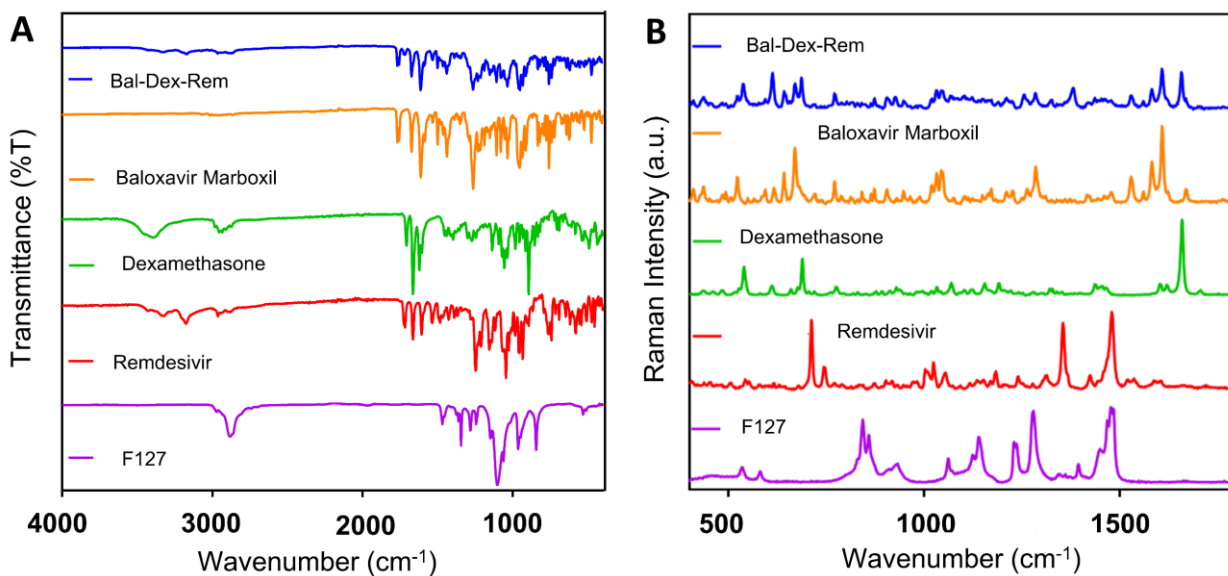 A
Transmittance (%T)
Bal-Dex-Rem
Baloxavir Marboxil
Dexamethasone
Remdesivir
F127
4000 3000 2000 1000
Wavenumber (cm-1)
B
Raman Intensity (a.u.)
Bal-Dex-Rem
Baloxavir Marboxil
Dexamethasone
Remdesivir
F127
500 1000 1500
Wavenumber (cm-1)